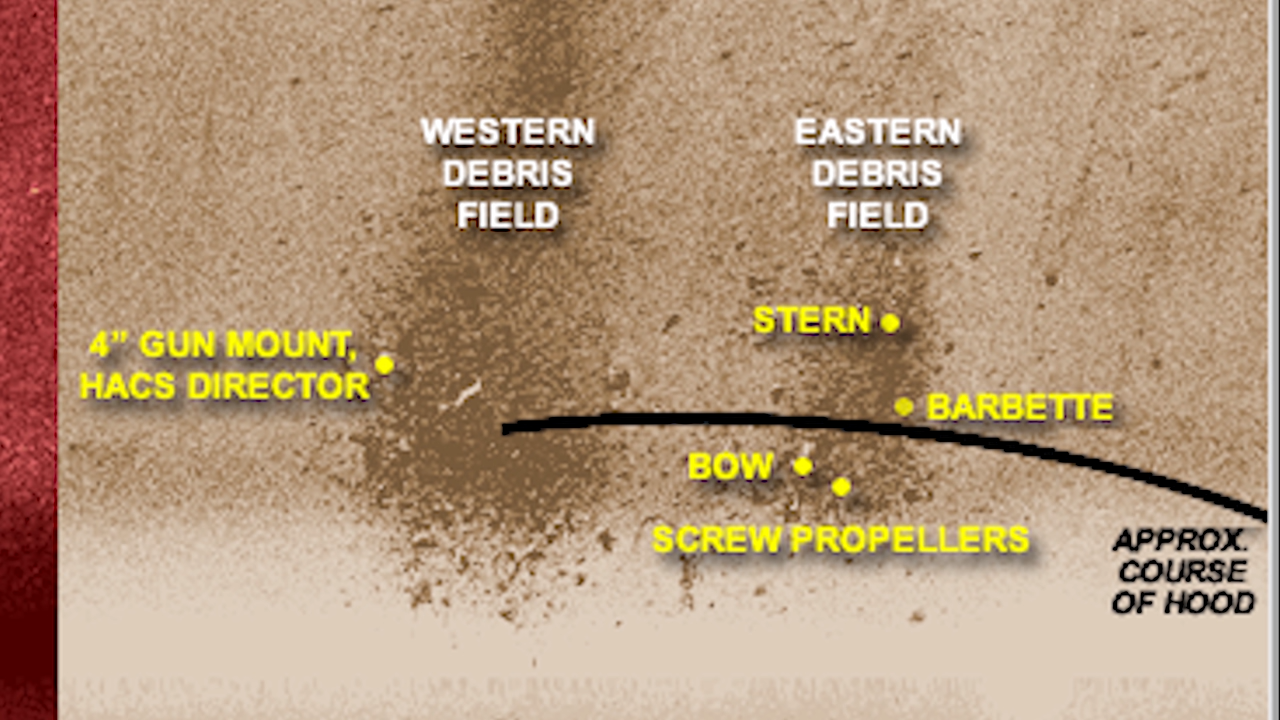 WESTERN
DEBRIS
FIELD
EASTERN
DEBRIS
FIELD
4” GUN MOUNT,
HACS DIRECTOR
STERN
BARBETTE
BOW
SCREW PROPELLERS
APPROX.
COURSE
OF HOOD